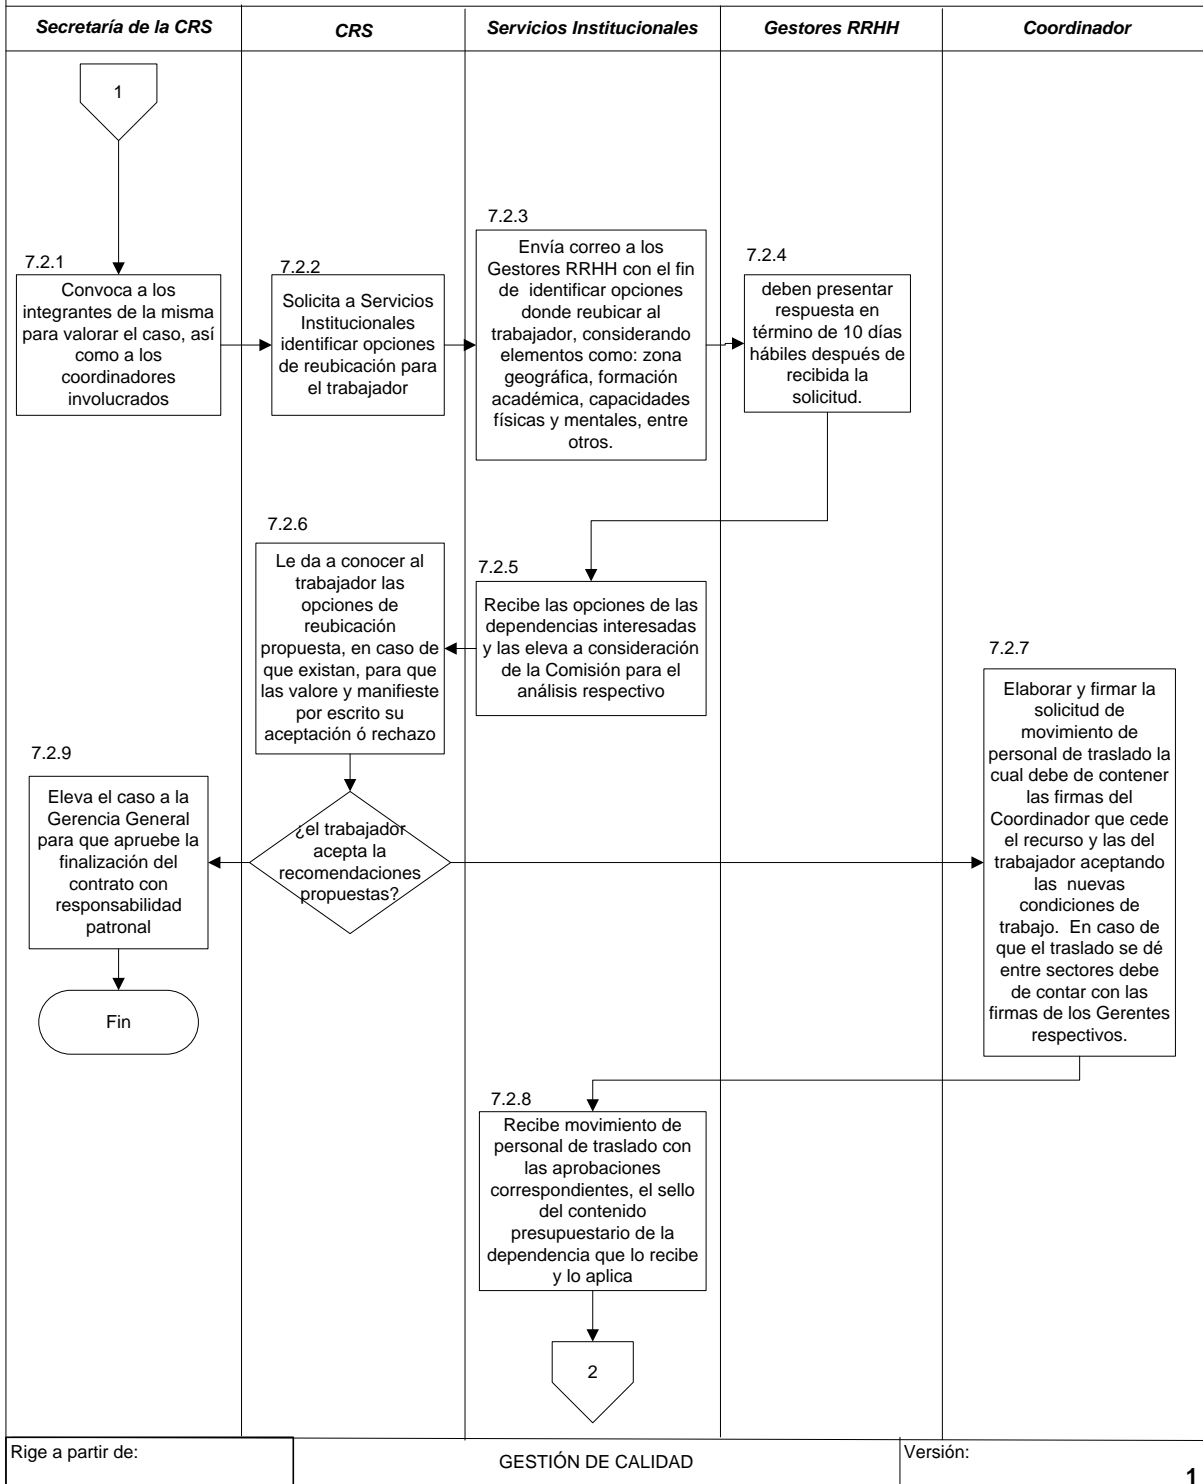 Secretaría de la CRS
CRS
Servicios Institucionales
Gestores RRHH
Coordinador
1
7.2.1
Convoca a los
integrantes de la misma
para valorar el caso, así
como a los
coordinadores
involucrados
7.2.2
Solicita a Servicios
Institucionales
identificar opciones
de reubicación para
el trabajador
7.2.3
Envía correo a los
Gestores RRHH con el fin
de identificar opciones
donde reubicar al
trabajador, considerando
elementos como: zona
geográfica, formación
académica, capacidades
físicas y mentales, entre
otros.
7.2.4
deben presentar
respuesta en
término de 10 días
hábiles después de
recibida la
solicitud.
7.2.5
Recibe las opciones de las
dependencias interesadas
y las eleva a consideración
de la Comisión para el
análisis respectivo
7.2.6
Le da a conocer al
trabajador las
opciones de
reubicación
propuesta, en caso de
que existan, para que
las valore y manifieste
por escrito su
aceptación ó rechazo
¿el trabajador
acepta la
recomendaciones
propuestas?
7.2.7
Elaborar y firmar la
solicitud de
movimiento de
personal de traslado la
cual debe de contener
las firmas del
Coordinador que cede
el recurso y las del
trabajador aceptando
las nuevas
condiciones de
trabajo. En caso de
que el traslado se dé
entre sectores debe
de contar con las
firmas de los Gerentes
respectivos.
7.2.9
Eleva el caso a la
Gerencia General
para que apruebe la
finalización del
contrato con
responsabilidad
patronal
Fin
7.2.8
Recibe movimiento de
personal de traslado con
las aprobaciones
correspondientes, el sello
del contenido
presupuestario de la
dependencia que lo recibe
y lo aplica
2
Rige a partir de:
GESTIÓN DE CALIDAD
Versión:
1